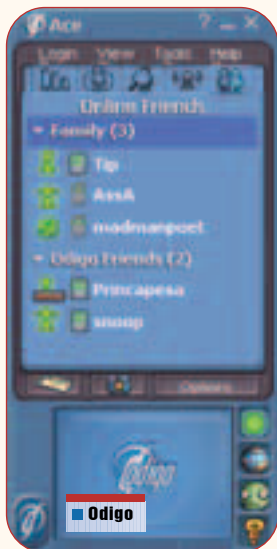 Ace
Login View Tools Help
Online Friends
Family (3)
Tip
AssA
madmanpoet
Odigo Friends (2)
Princapesa
snoop
Options
Odigo
Odigo